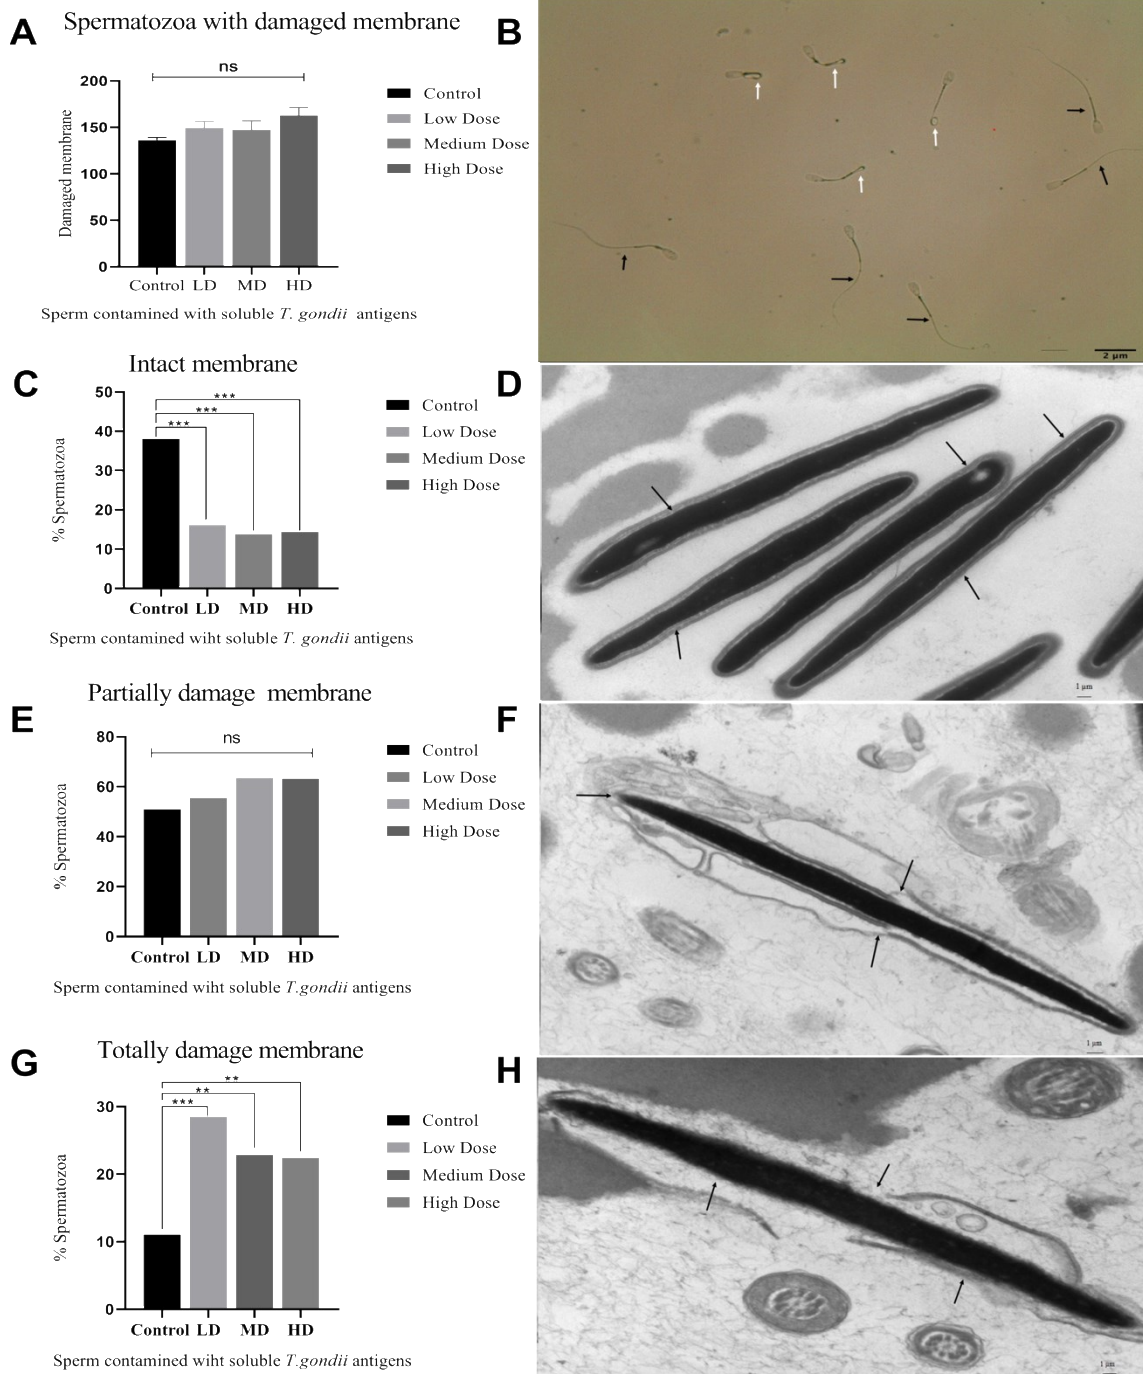 A
Spermatozoa with damaged membrane
ns
200
150
100
50
0
Damaged membrane
Control LD MD HD
Sperm contamined with soluble T. gondii antigens
Control
Low Dose
Medium Dose
High Dose
B
2 µm
C
Intact membrane
***
***
***
50
40
30
20
10
0
% Spermatozoa
Control LD MD HD
Sperm contamined wiht soluble T. gondii antigens
Control
Low Dose
Medium Dose
High Dose
D
1 µm
E
Partially damage membrane
ns
80
60
40
20
0
% Spermatozoa
Control LD MD HD
Sperm contamined wiht soluble T.gondii antigens
Control
Low Dose
Medium Dose
High Dose
F
1 µm
G
Totally damage membrane
**
**
***
30
20
10
0
% Spermatozoa
Control LD MD HD
Sperm contamined wiht soluble T.gondii antigens
Control
Low Dose
Medium Dose
High Dose
H
1 µm